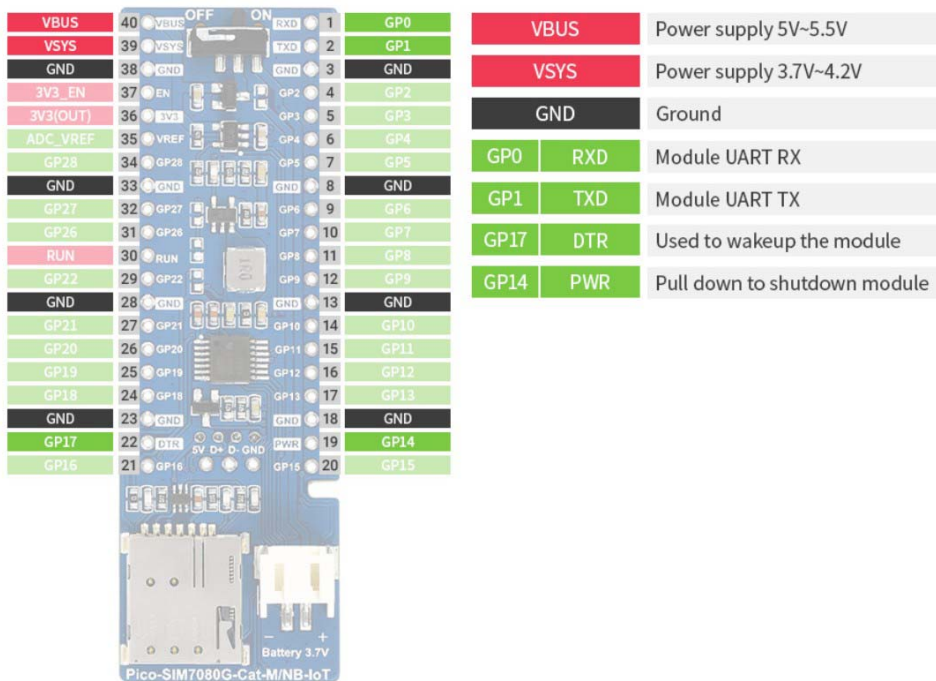 OFF ON
VBUS 40 VBUS RXD 1 GP0
VSYS 39 VSYS TXD 2 GP1
GND 38 GND GND 3 GND
3V3_EN 37 EN GP2 4 GP2
3V3(OUT) 36 3V3 GP3 5 GP3
ADC_VREF 35 VREF GP4 6 GP4
GP28 34 GP28 GP5 7 GP5
GND 33 GND GND 8 GND
GP27 32 GP27 GP6 9 GP6
GP26 31 GP26 GP7 10 GP7
RUN 30 RUN GP8 11 GP8
GP22 29 GP22 1R0 GP9 12 GP9
GND 28 GND GND 13 GND
GP21 27 GP21 GP10 14 GP10
GP20 26 GP20 GP11 15 GP11
GP19 25 GP19 GP12 16 GP12
GP18 24 GP18 GP13 17 GP13
GND 23 GND GND 18 GND
GP17 22 DTR 5V D+ D- GND PWR 19 GP14
GP16 21 GP16 GP15 20 GP15
- +
Battery 3.7V
Pico-SIM7080G-Cat-M/NB-IoT
VBUS Power supply 5V~5.5V
VSYS Power supply 3.7V~4.2V
GND Ground
GP0 RXD Module UART RX
GP1 TXD Module UART TX
GP17 DTR Used to wakeup the module
GP14 PWR Pull down to shutdown module